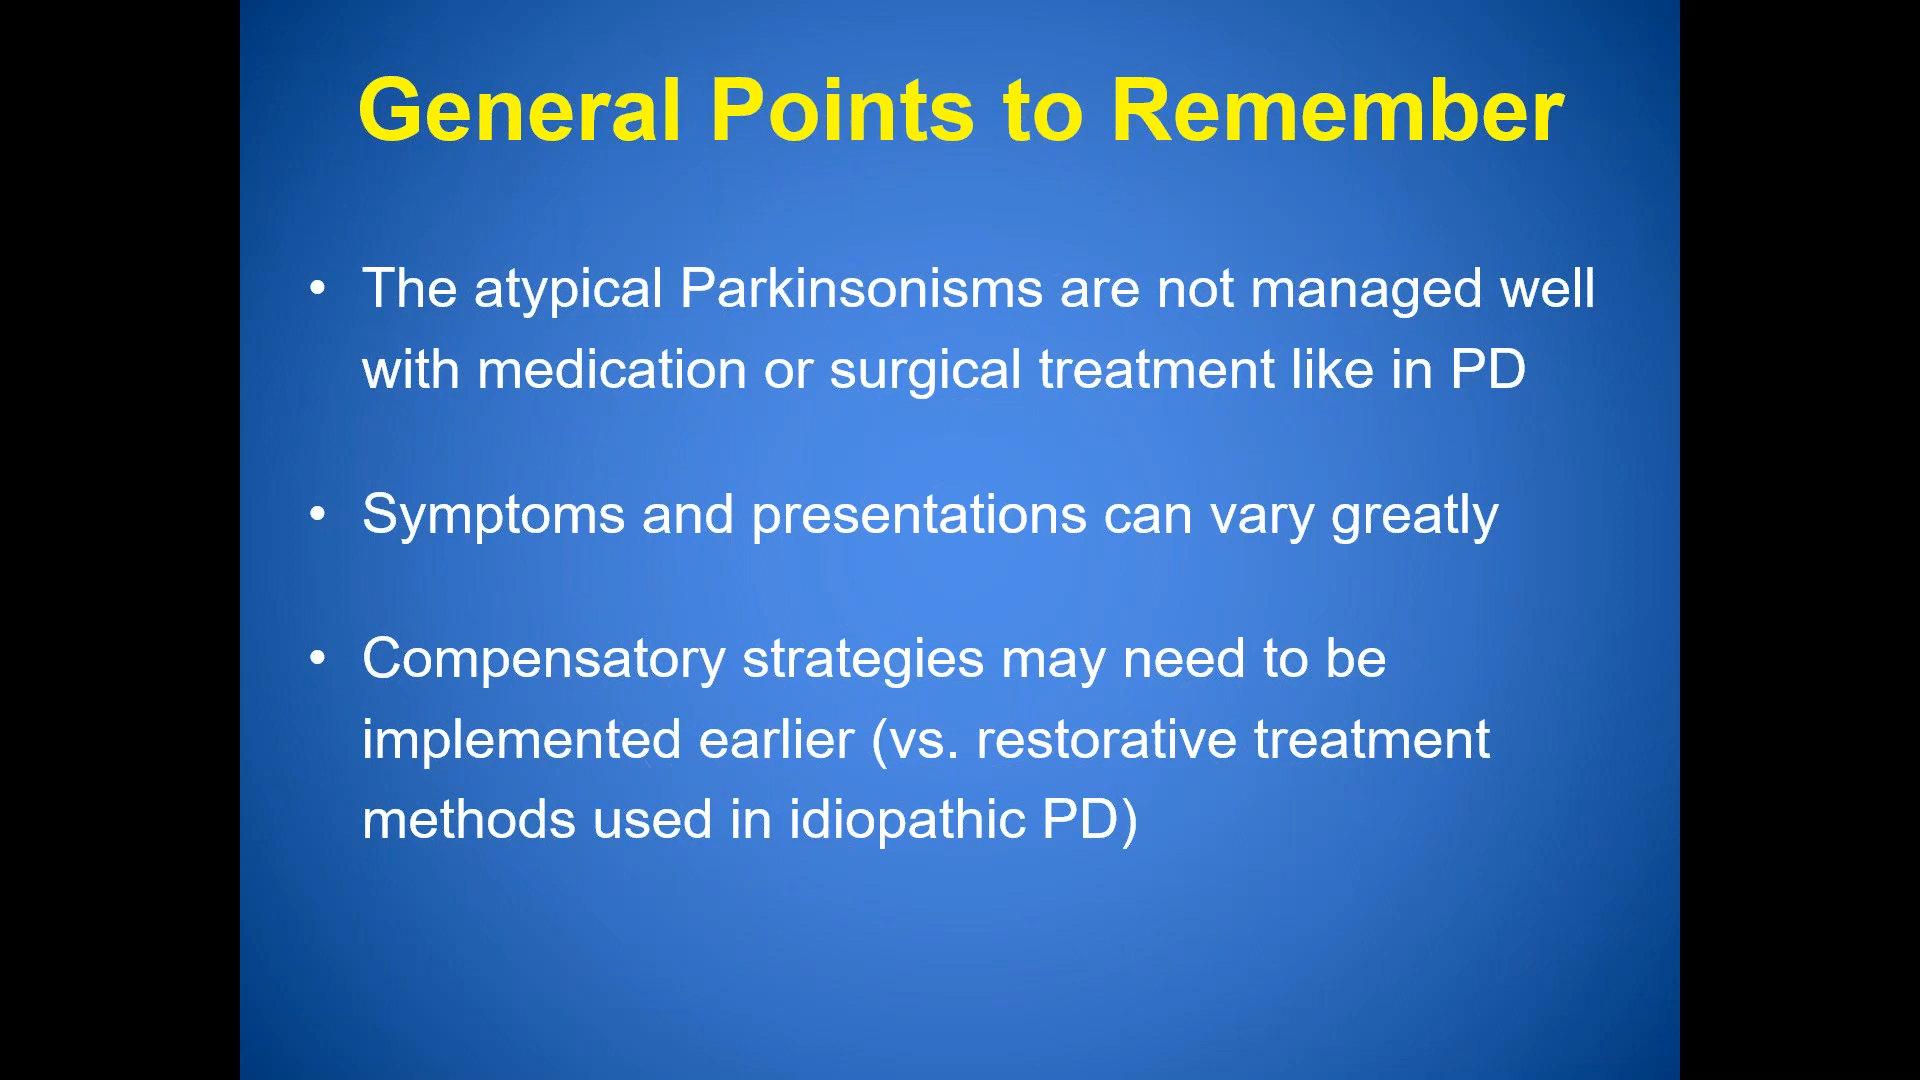 General Points to Remember
• The atypical Parkinsonisms are not managed well
with medication or surgical treatment like in PD
• Symptoms and presentations can vary greatly
• Compensatory strategies may need to be
implemented earlier (vs. restorative treatment
methods used in idiopathic PD)